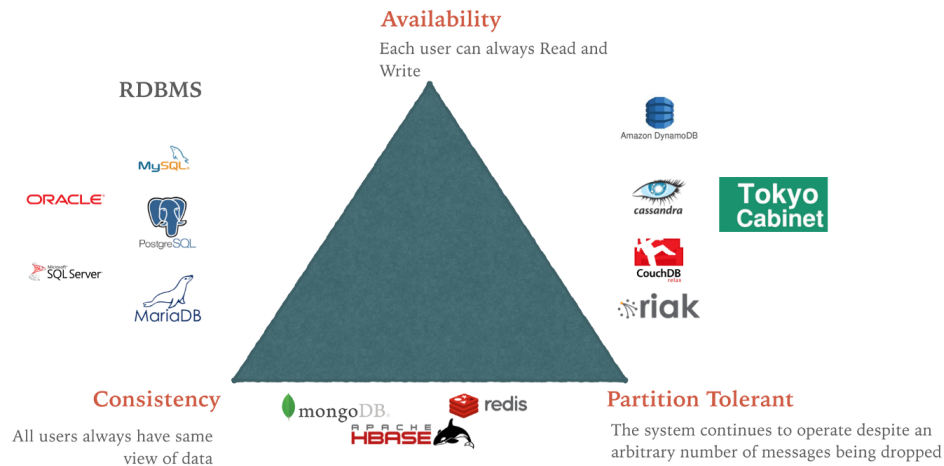 Availability
Each user can always Read and
Write
RDBMS
MySQL®
ORACLE®
PostgreSQL
Microsoft®
SQL Server®
MariaDB
Amazon DynamoDB
cassandra
Tokyo
Cabinet
CouchDB
relax
riak
Consistency
All users always have same
view of data
mongoDB®
redis
APACHE
HBASE
Partition Tolerant
The system continues to operate despite an
arbitrary number of messages being dropped